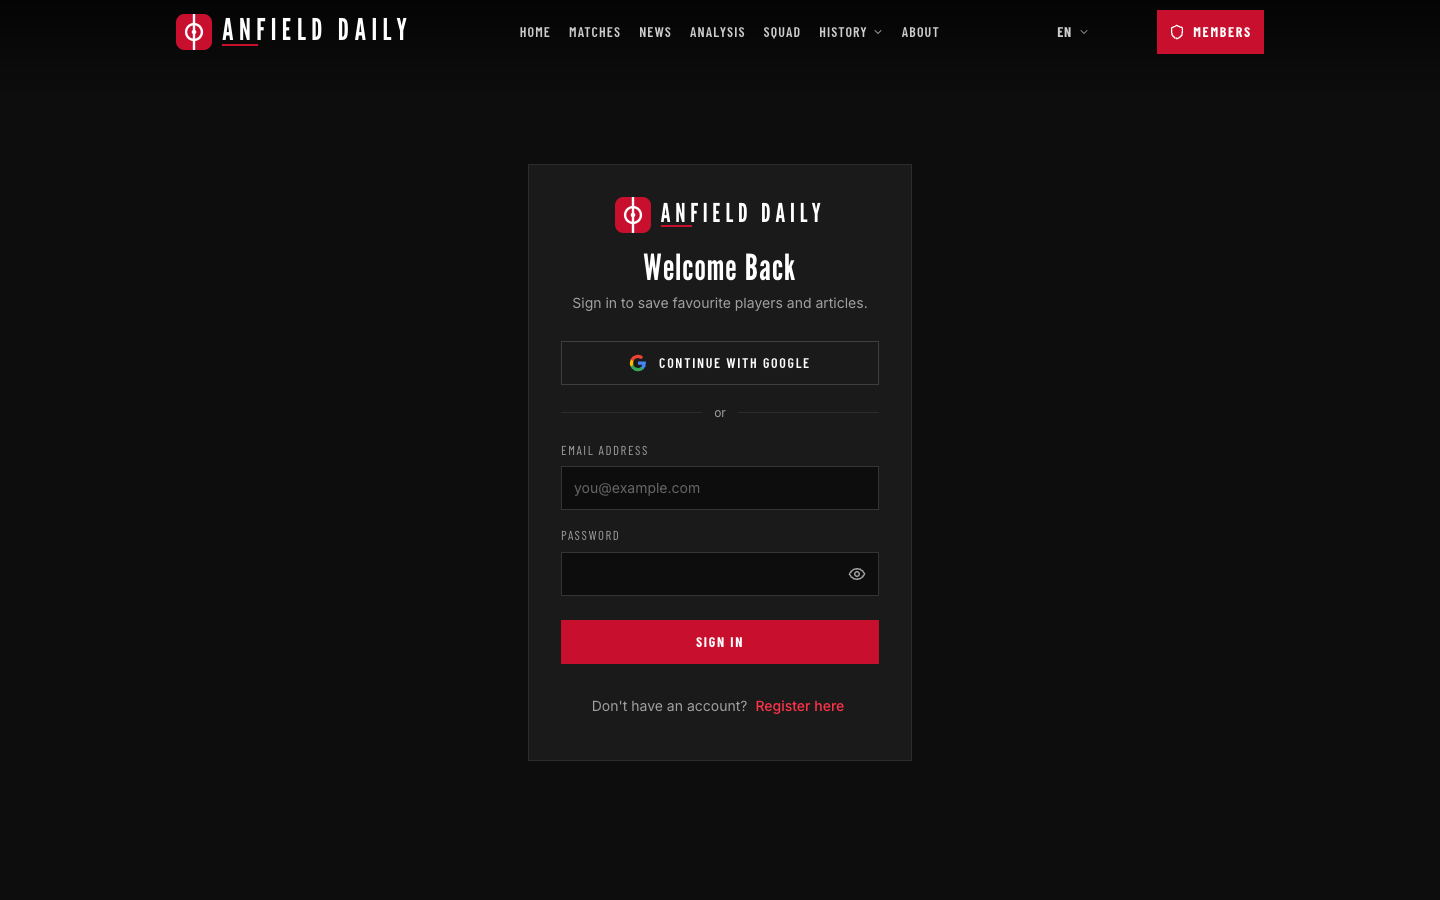 ANFIELD DAILY
HOME MATCHES NEWS ANALYSIS SQUAD HISTORY ABOUT
EN
MEMBERS
ANFIELD DAILY
Welcome Back
Sign in to save favourite players and articles.
CONTINUE WITH GOOGLE
or
EMAIL ADDRESS
you@example.com
PASSWORD
SIGN IN
Don't have an account? Register here